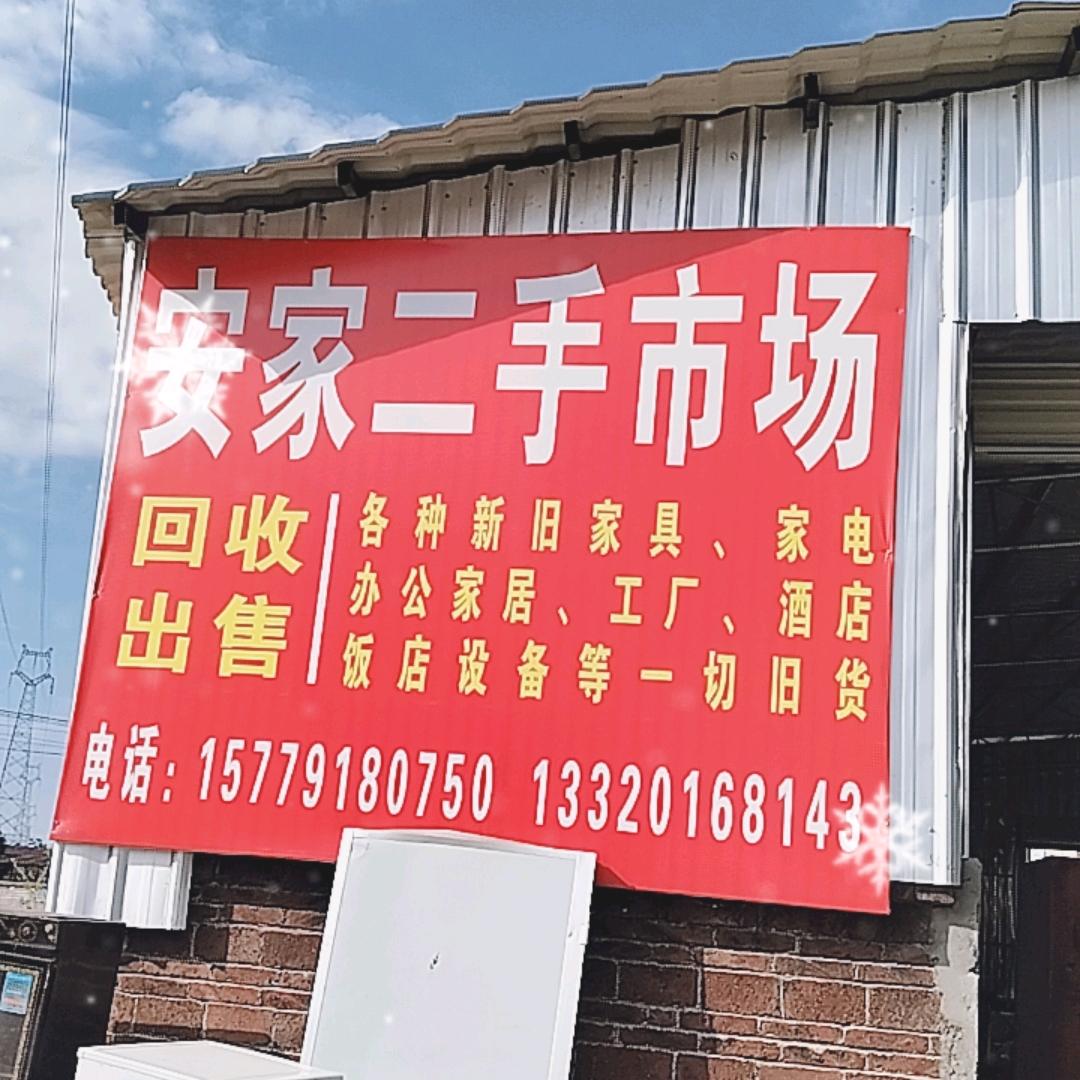 安家二手市场
回收
出售
各种新旧家具、家电
办公家居、工厂、酒店
饭店设备等一切旧货
电话：15779180750 13320168143